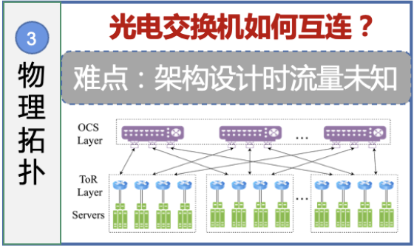 3
物理拓扑
光电交换机如何互连？
难点：架构设计时流量未知
OCS
Layer
...
ToR
Layer
...
Servers